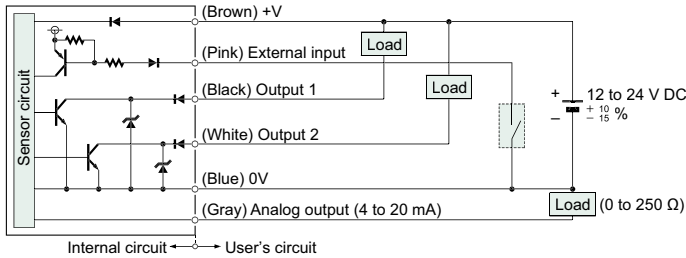 (Brown) +V
(Pink) External input
Load
(Black) Output 1
Load
Sensor circuit
+ 12 to 24 V DC
– + 10
– 15 %
(White) Output 2
(Blue) 0V
(Gray) Analog output (4 to 20 mA)
Load (0 to 250 Ω)
Internal circuit
User's circuit